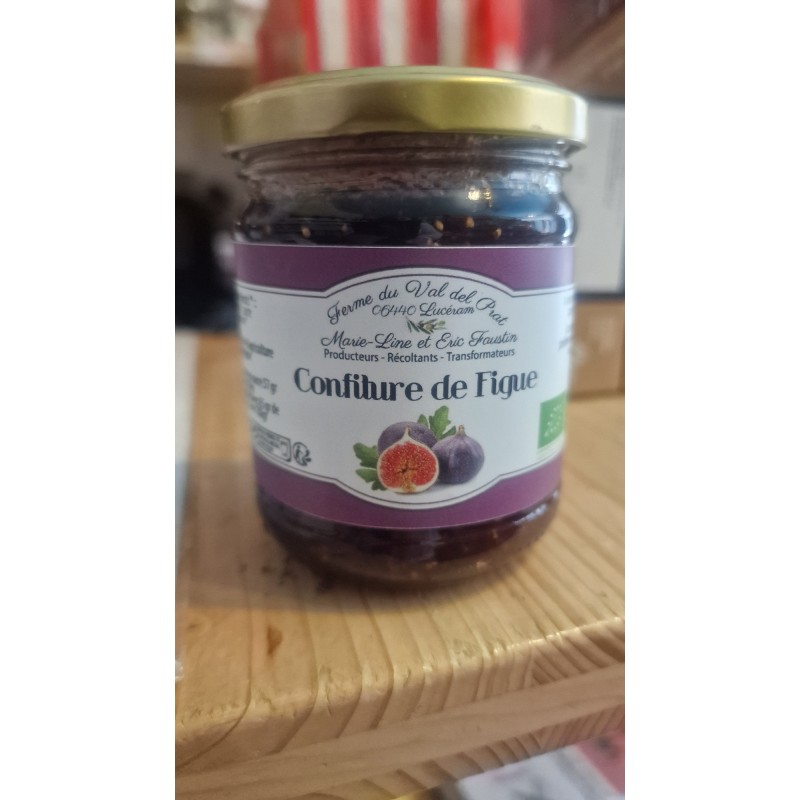 Ferme du Val del Prat
06440 Lucéram
Marie-Line et Eric Faustin
Producteurs - Récoltants - Transformateurs
Confiture de Figue